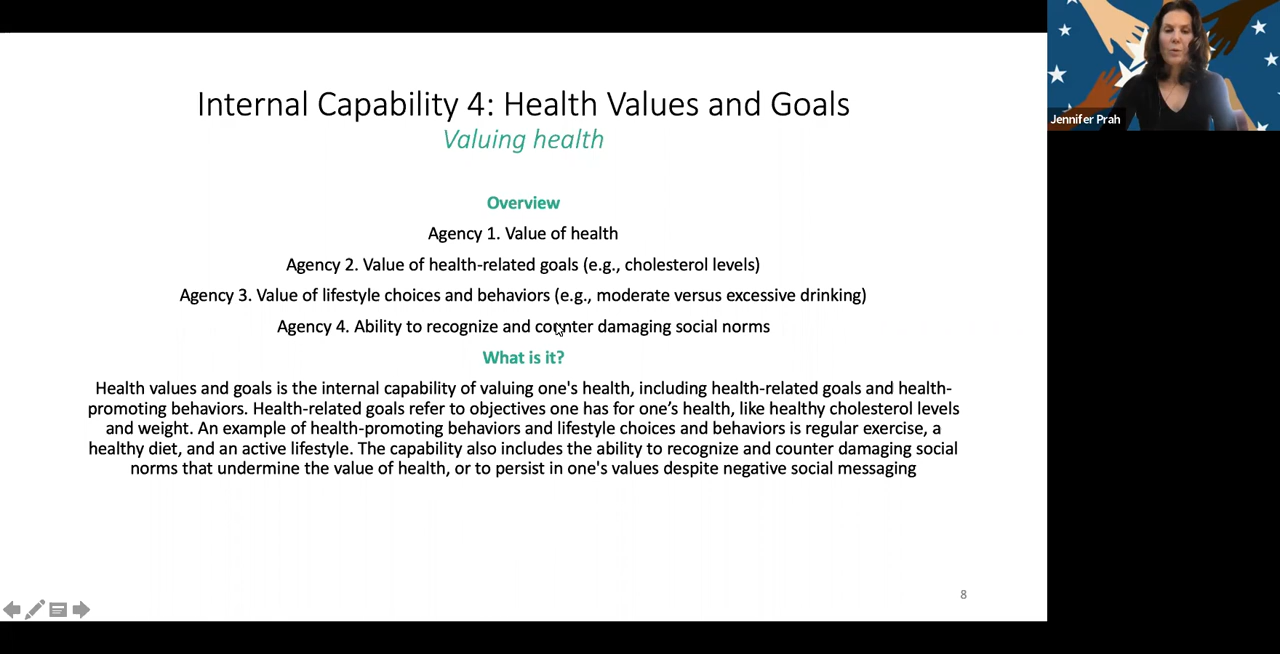 Internal Capability 4: Health Values and Goals
Valuing health
Overview
Agency 1. Value of health
Agency 2. Value of health-related goals (e.g., cholesterol levels)
Agency 3. Value of lifestyle choices and behaviors (e.g., moderate versus excessive drinking)
Agency 4. Ability to recognize and counter damaging social norms
What is it?
Health values and goals is the internal capability of valuing one's health, including health-related goals and health-
promoting behaviors. Health-related goals refer to objectives one has for one’s health, like healthy cholesterol levels
and weight. An example of health-promoting behaviors and lifestyle choices and behaviors is regular exercise, a
healthy diet, and an active lifestyle. The capability also includes the ability to recognize and counter damaging social
norms that undermine the value of health, or to persist in one's values despite negative social messaging
8
Jennifer Prah